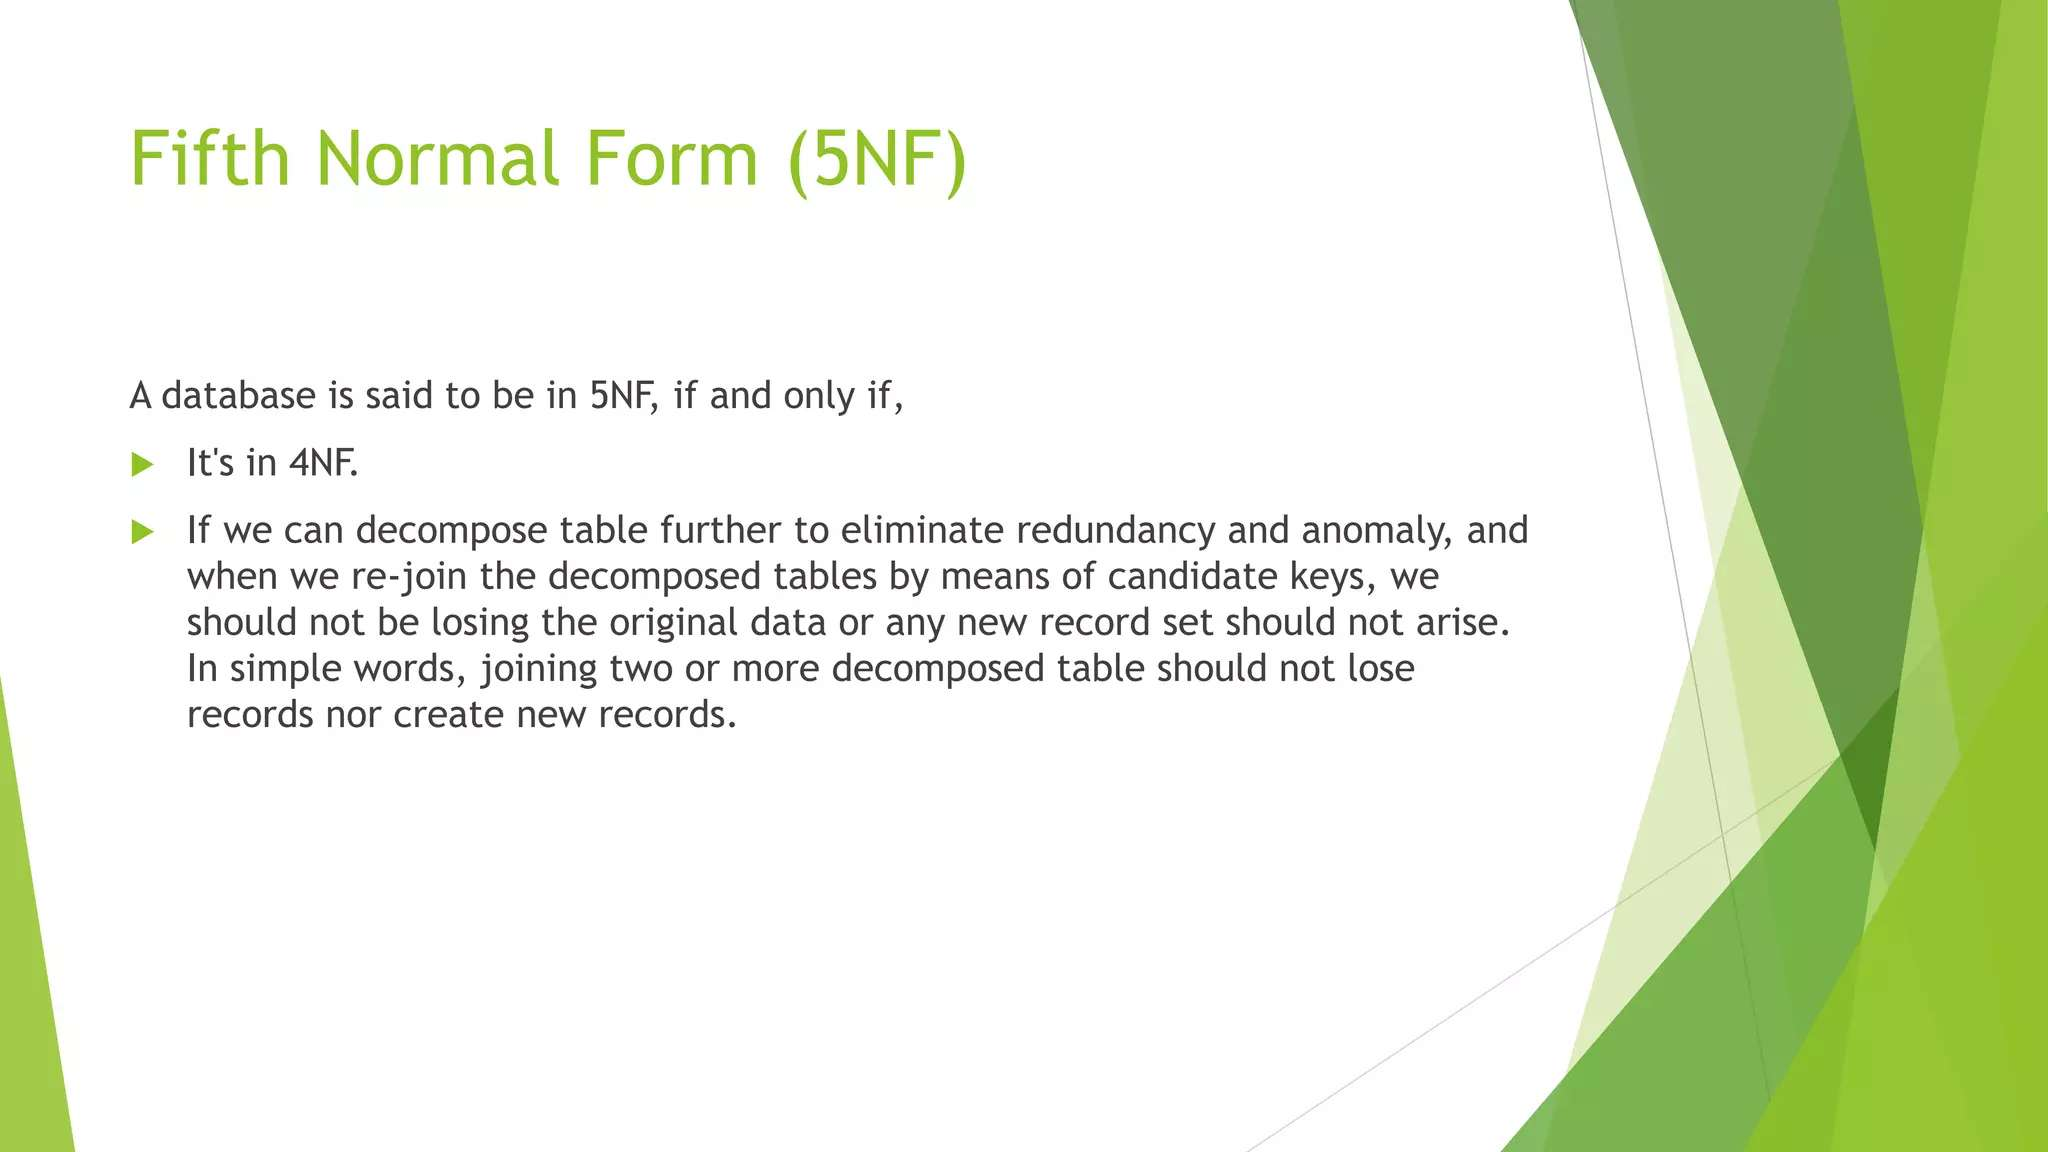 Fifth Normal Form (5NF)
A database is said to be in 5NF, if and only if,
It's in 4NF.
If we can decompose table further to eliminate redundancy and anomaly, and
when we re-join the decomposed tables by means of candidate keys, we
should not be losing the original data or any new record set should not arise.
In simple words, joining two or more decomposed table should not lose
records nor create new records.